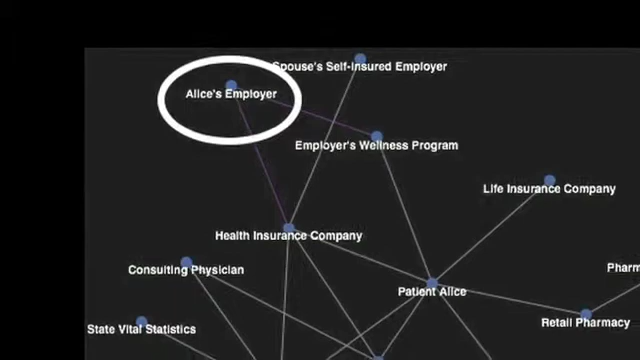 Spouse's Self-Insured Employer
Alice's Employer
Employer's Wellness Program
Life Insurance Company
Health Insurance Company
Consulting Physician
Pharm
Patient Alice
State Vital Statistics
Retail Pharmacy